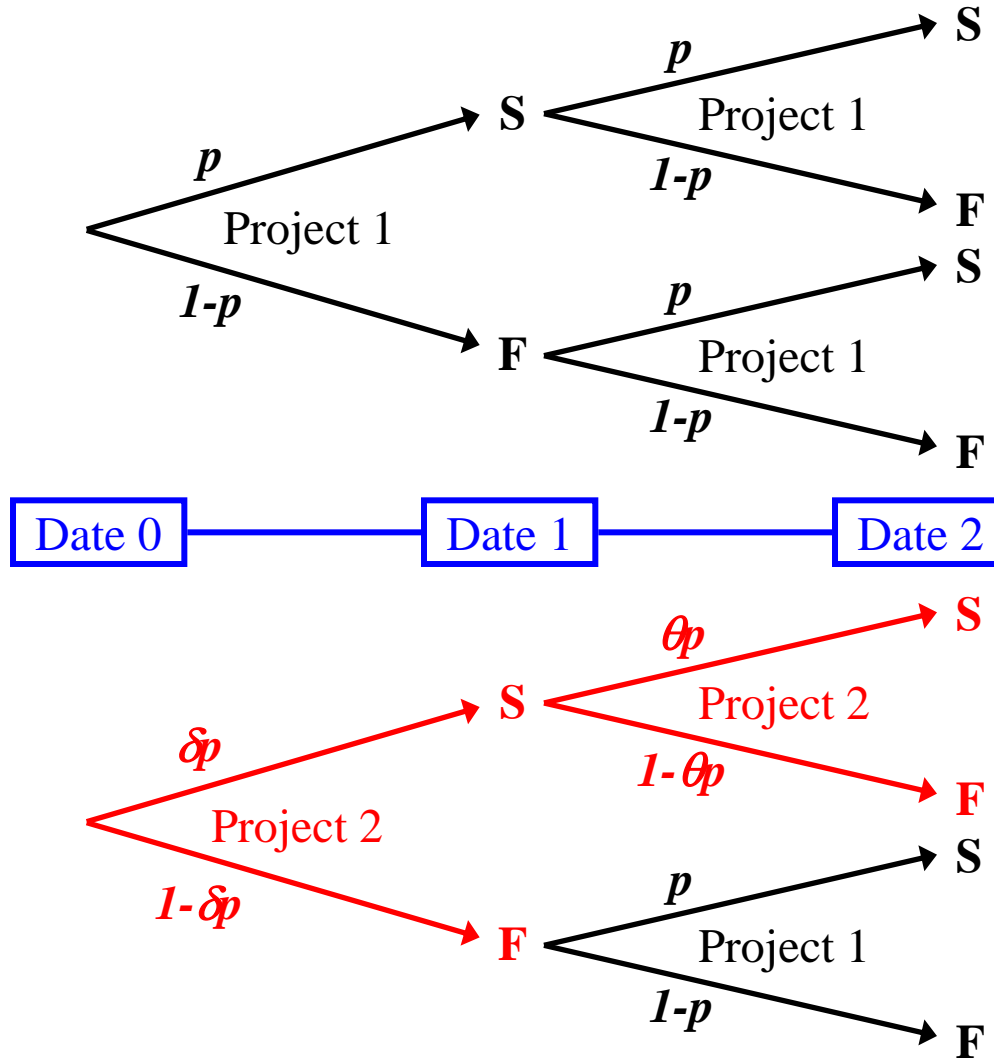 S
p
Project 1
S
1-p
p
F
Project 1
S
1-p
p
F
Project 1
1-p
F
Date 0 Date 1 Date 2
S
θp
S
Project 2
δp
1-θp
F
Project 2
S
1-δp
p
F
Project 1
1-p
F